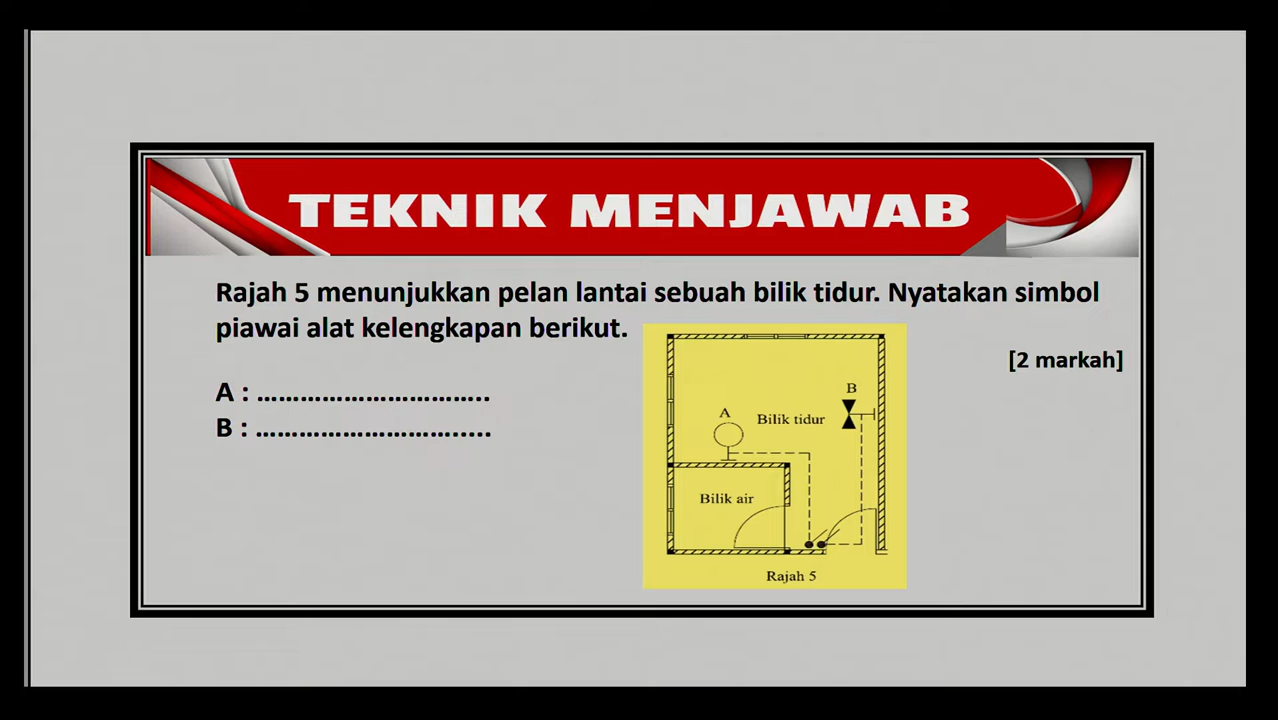 TEKNIK MENJAWAB
Rajah 5 menunjukkan pelan lantai sebuah bilik tidur. Nyatakan simbol
piawai alat kelengkapan berikut.
[2 markah]
A : …………………………..
B : ……………………….....
B
A
Bilik tidur
Bilik air
Rajah 5